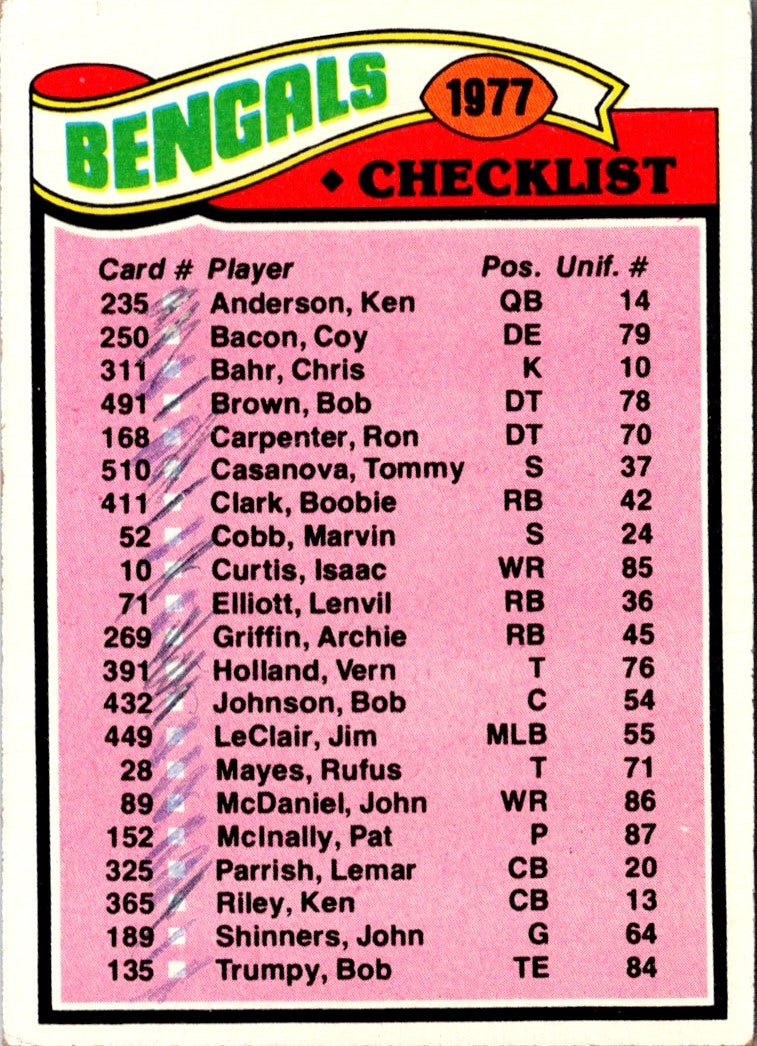 BENGALS
1977
♦ CHECKLIST
Card # Player Pos. Unif. #
235 Anderson, Ken QB 14
250 Bacon, Coy DE 79
311 Bahr, Chris K 10
491 Brown, Bob DT 78
168 Carpenter, Ron DT 70
510 Casanova, Tommy S 37
411 Clark, Boobie RB 42
52 Cobb, Marvin S 24
10 Curtis, Isaac WR 85
71 Elliott, Lenvil RB 36
269 Griffin, Archie RB 45
391 Holland, Vern T 76
432 Johnson, Bob C 54
449 LeClair, Jim MLB 55
28 Mayes, Rufus T 71
89 McDaniel, John WR 86
152 McInally, Pat P 87
325 Parrish, Lemar CB 20
365 Riley, Ken CB 13
189 Shinners, John G 64
135 Trumpy, Bob TE 84